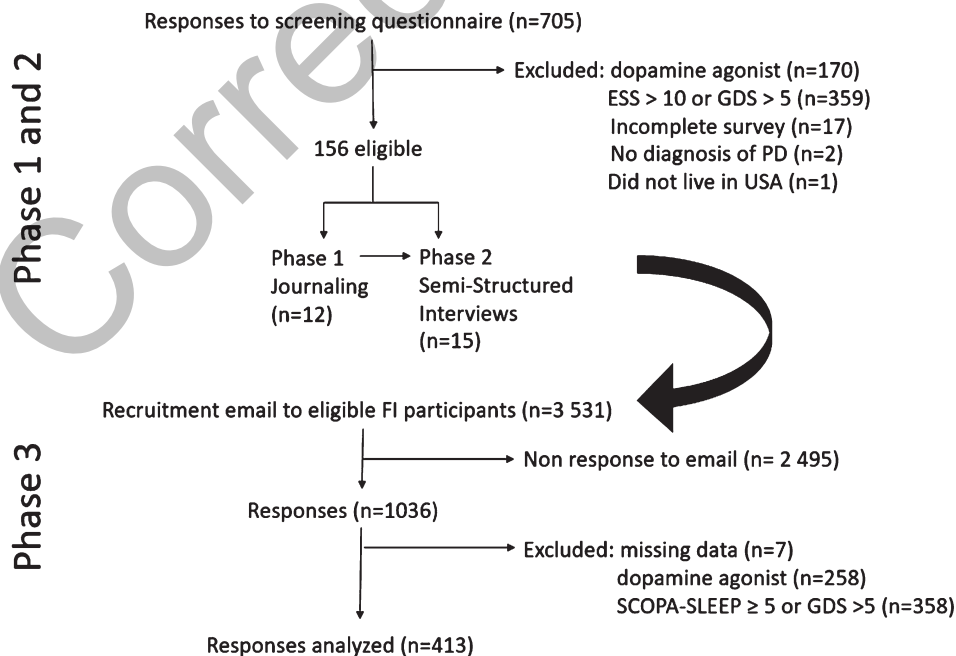 Responses to screening questionnaire (n=705)
Excluded: dopamine agonist (n=170)
ESS > 10 or GDS > 5 (n=359)
Incomplete survey (n=17)
No diagnosis of PD (n=2)
Did not live in USA (n=1)
156 eligible
Phase 1 and 2
Phase 1
Journaling
(n=12)
Phase 2
Semi-Structured
Interviews
(n=15)
Recruitment email to eligible FI participants (n=3 531)
Non response to email (n= 2 495)
Phase 3
Responses (n=1036)
Excluded: missing data (n=7)
dopamine agonist (n=258)
SCOPA-SLEEP ≥ 5 or GDS >5 (n=358)
Responses analyzed (n=413)
Correc